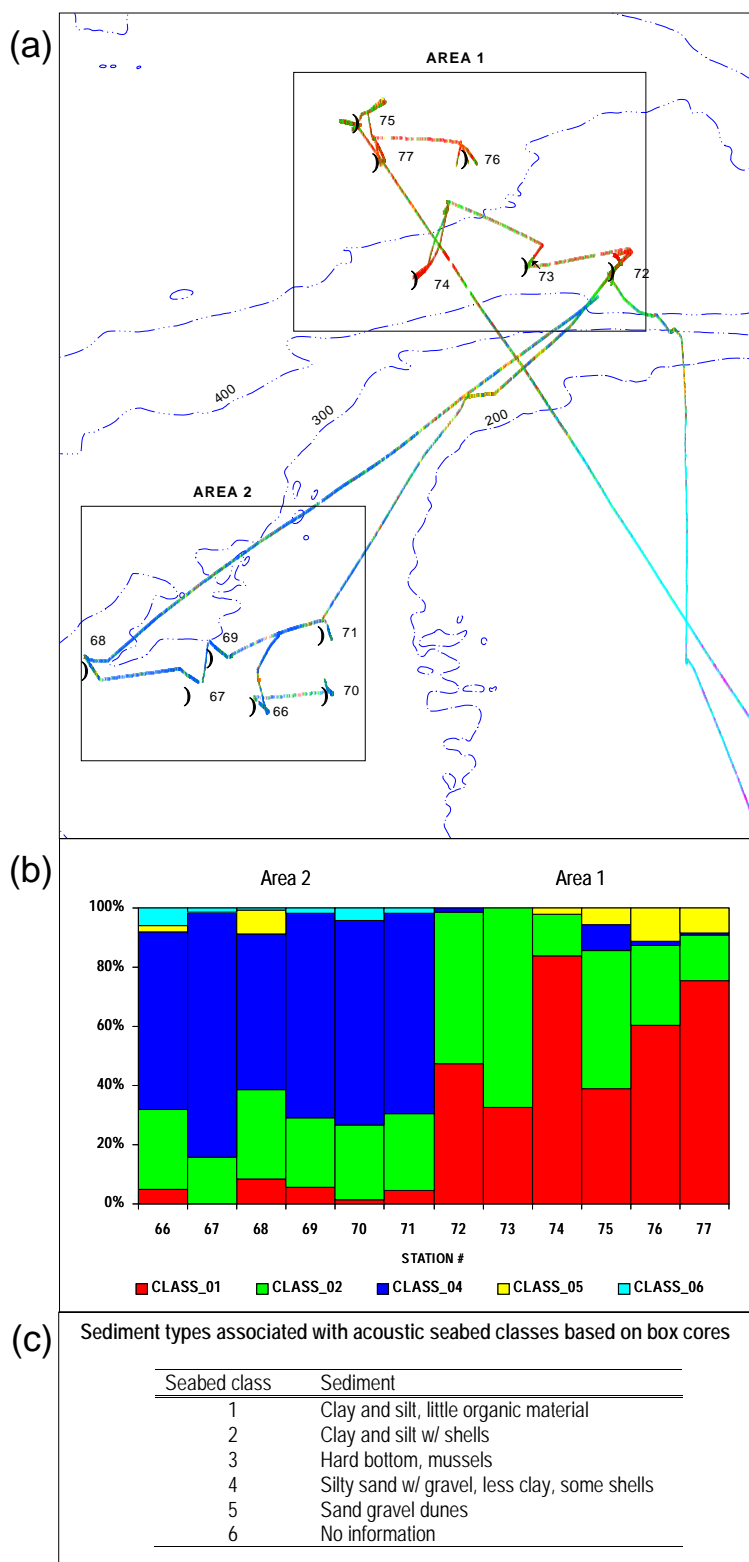 (a)
AREA 1
75
77
76
73
72
74
400
300
200
AREA 2
68
69
71
67
70
66
(b)
Area 2 Area 1
100%
80%
60%
40%
20%
0%
66 67 68 69 70 71 72 73 74 75 76 77
STATION #
CLASS_01 CLASS_02 CLASS_04 CLASS_05 CLASS_06
(c)
Sediment types associated with acoustic seabed classes based on box cores
Seabed class Sediment
1 Clay and silt, little organic material
2 Clay and silt w/ shells
3 Hard bottom, mussels
4 Silty sand w/ gravel, less clay, some shells
5 Sand gravel dunes
6 No information